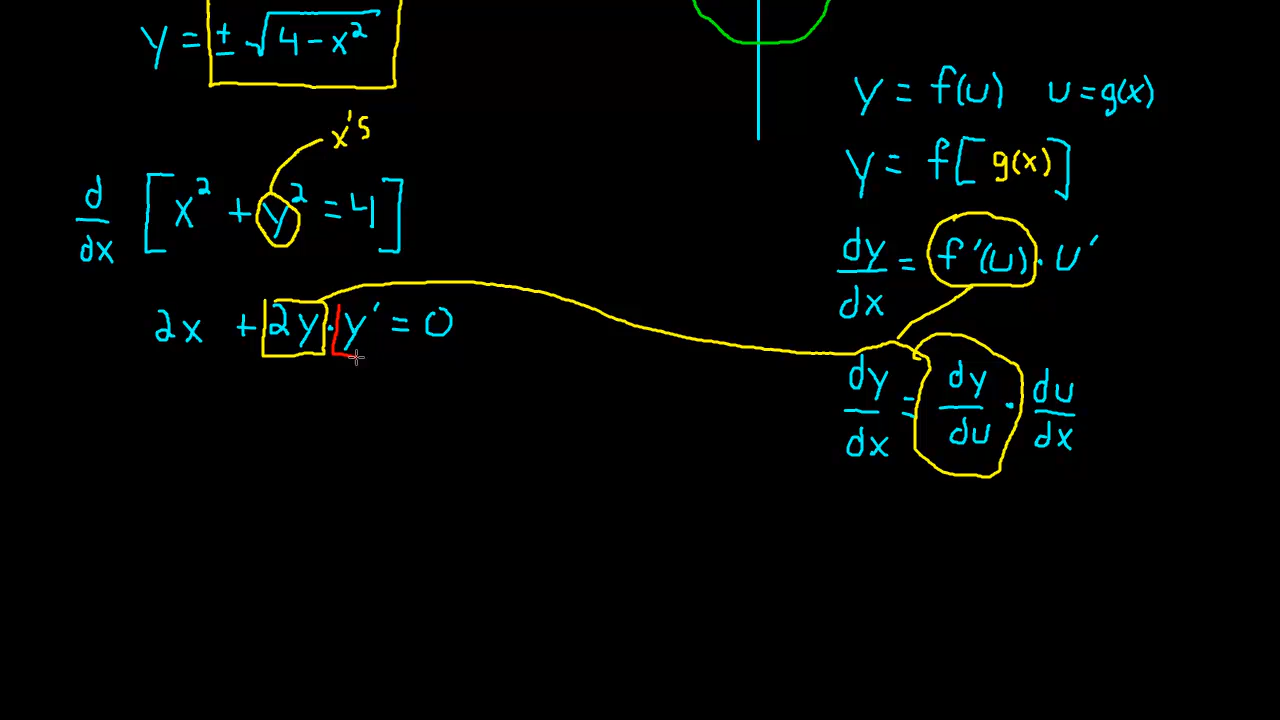 y = ± √4 - x²
x's
d/dx [x² + y² = 4]
2x + 2y · y' = 0
y = f(u) u = g(x)
y = f[g(x)]
dy/dx = f'(u) · u'
dy/dx = dy/du · du/dx